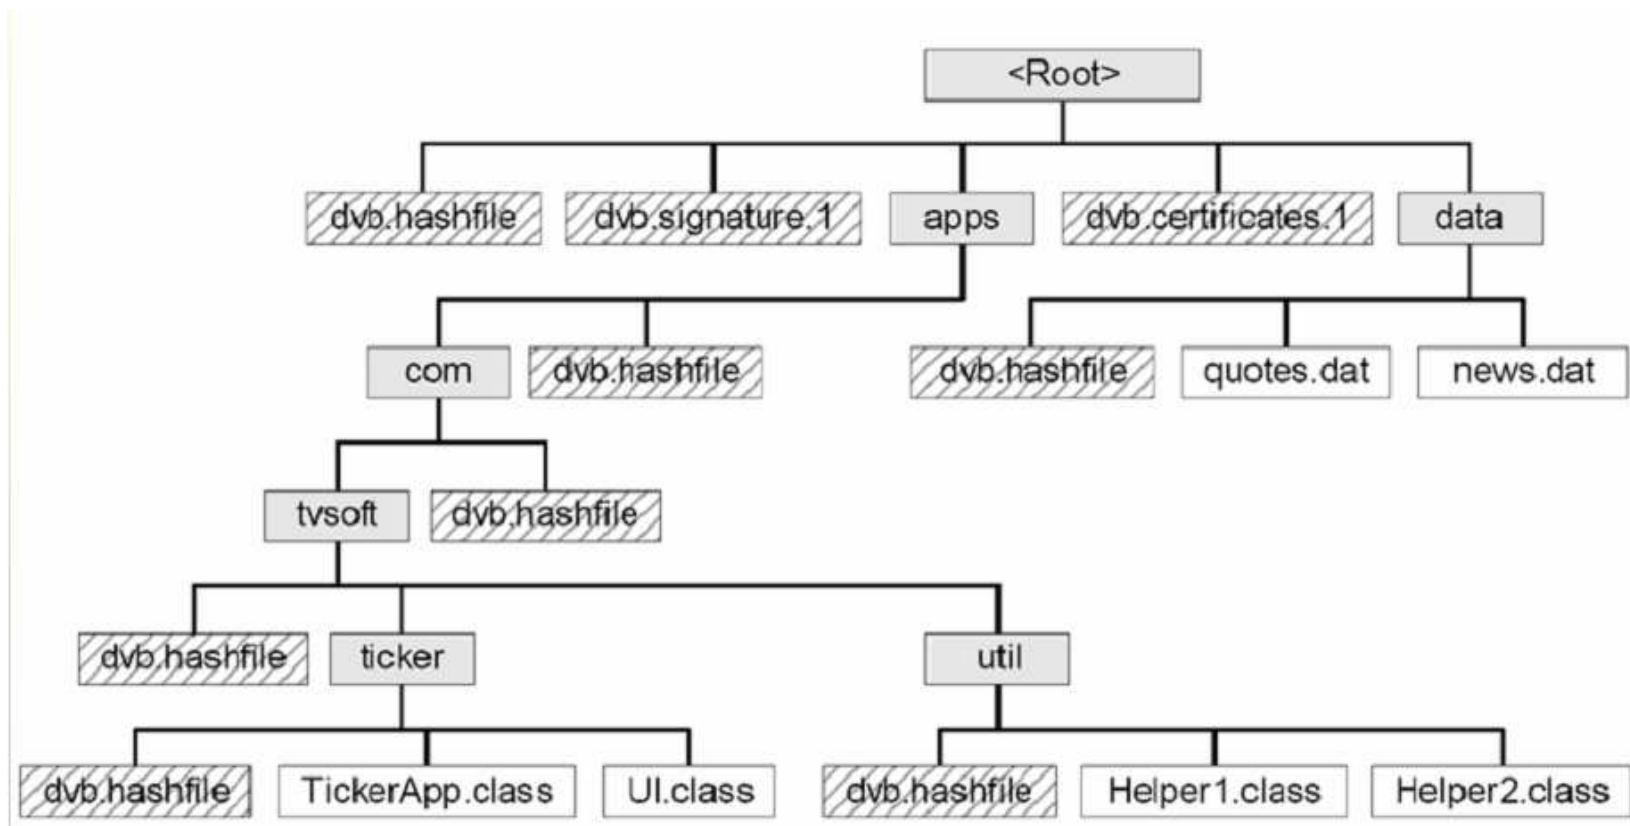 <Root>
dvb.hashfile dvb.signature.1 apps dvb.certificates.1 data
com dvb.hashfile dvb.hashfile quotes.dat news.dat
tvsoft dvb.hashfile
dvb.hashfile ticker util
dvb.hashfile TickerApp.class UI.class dvb.hashfile Helper1.class Helper2.class